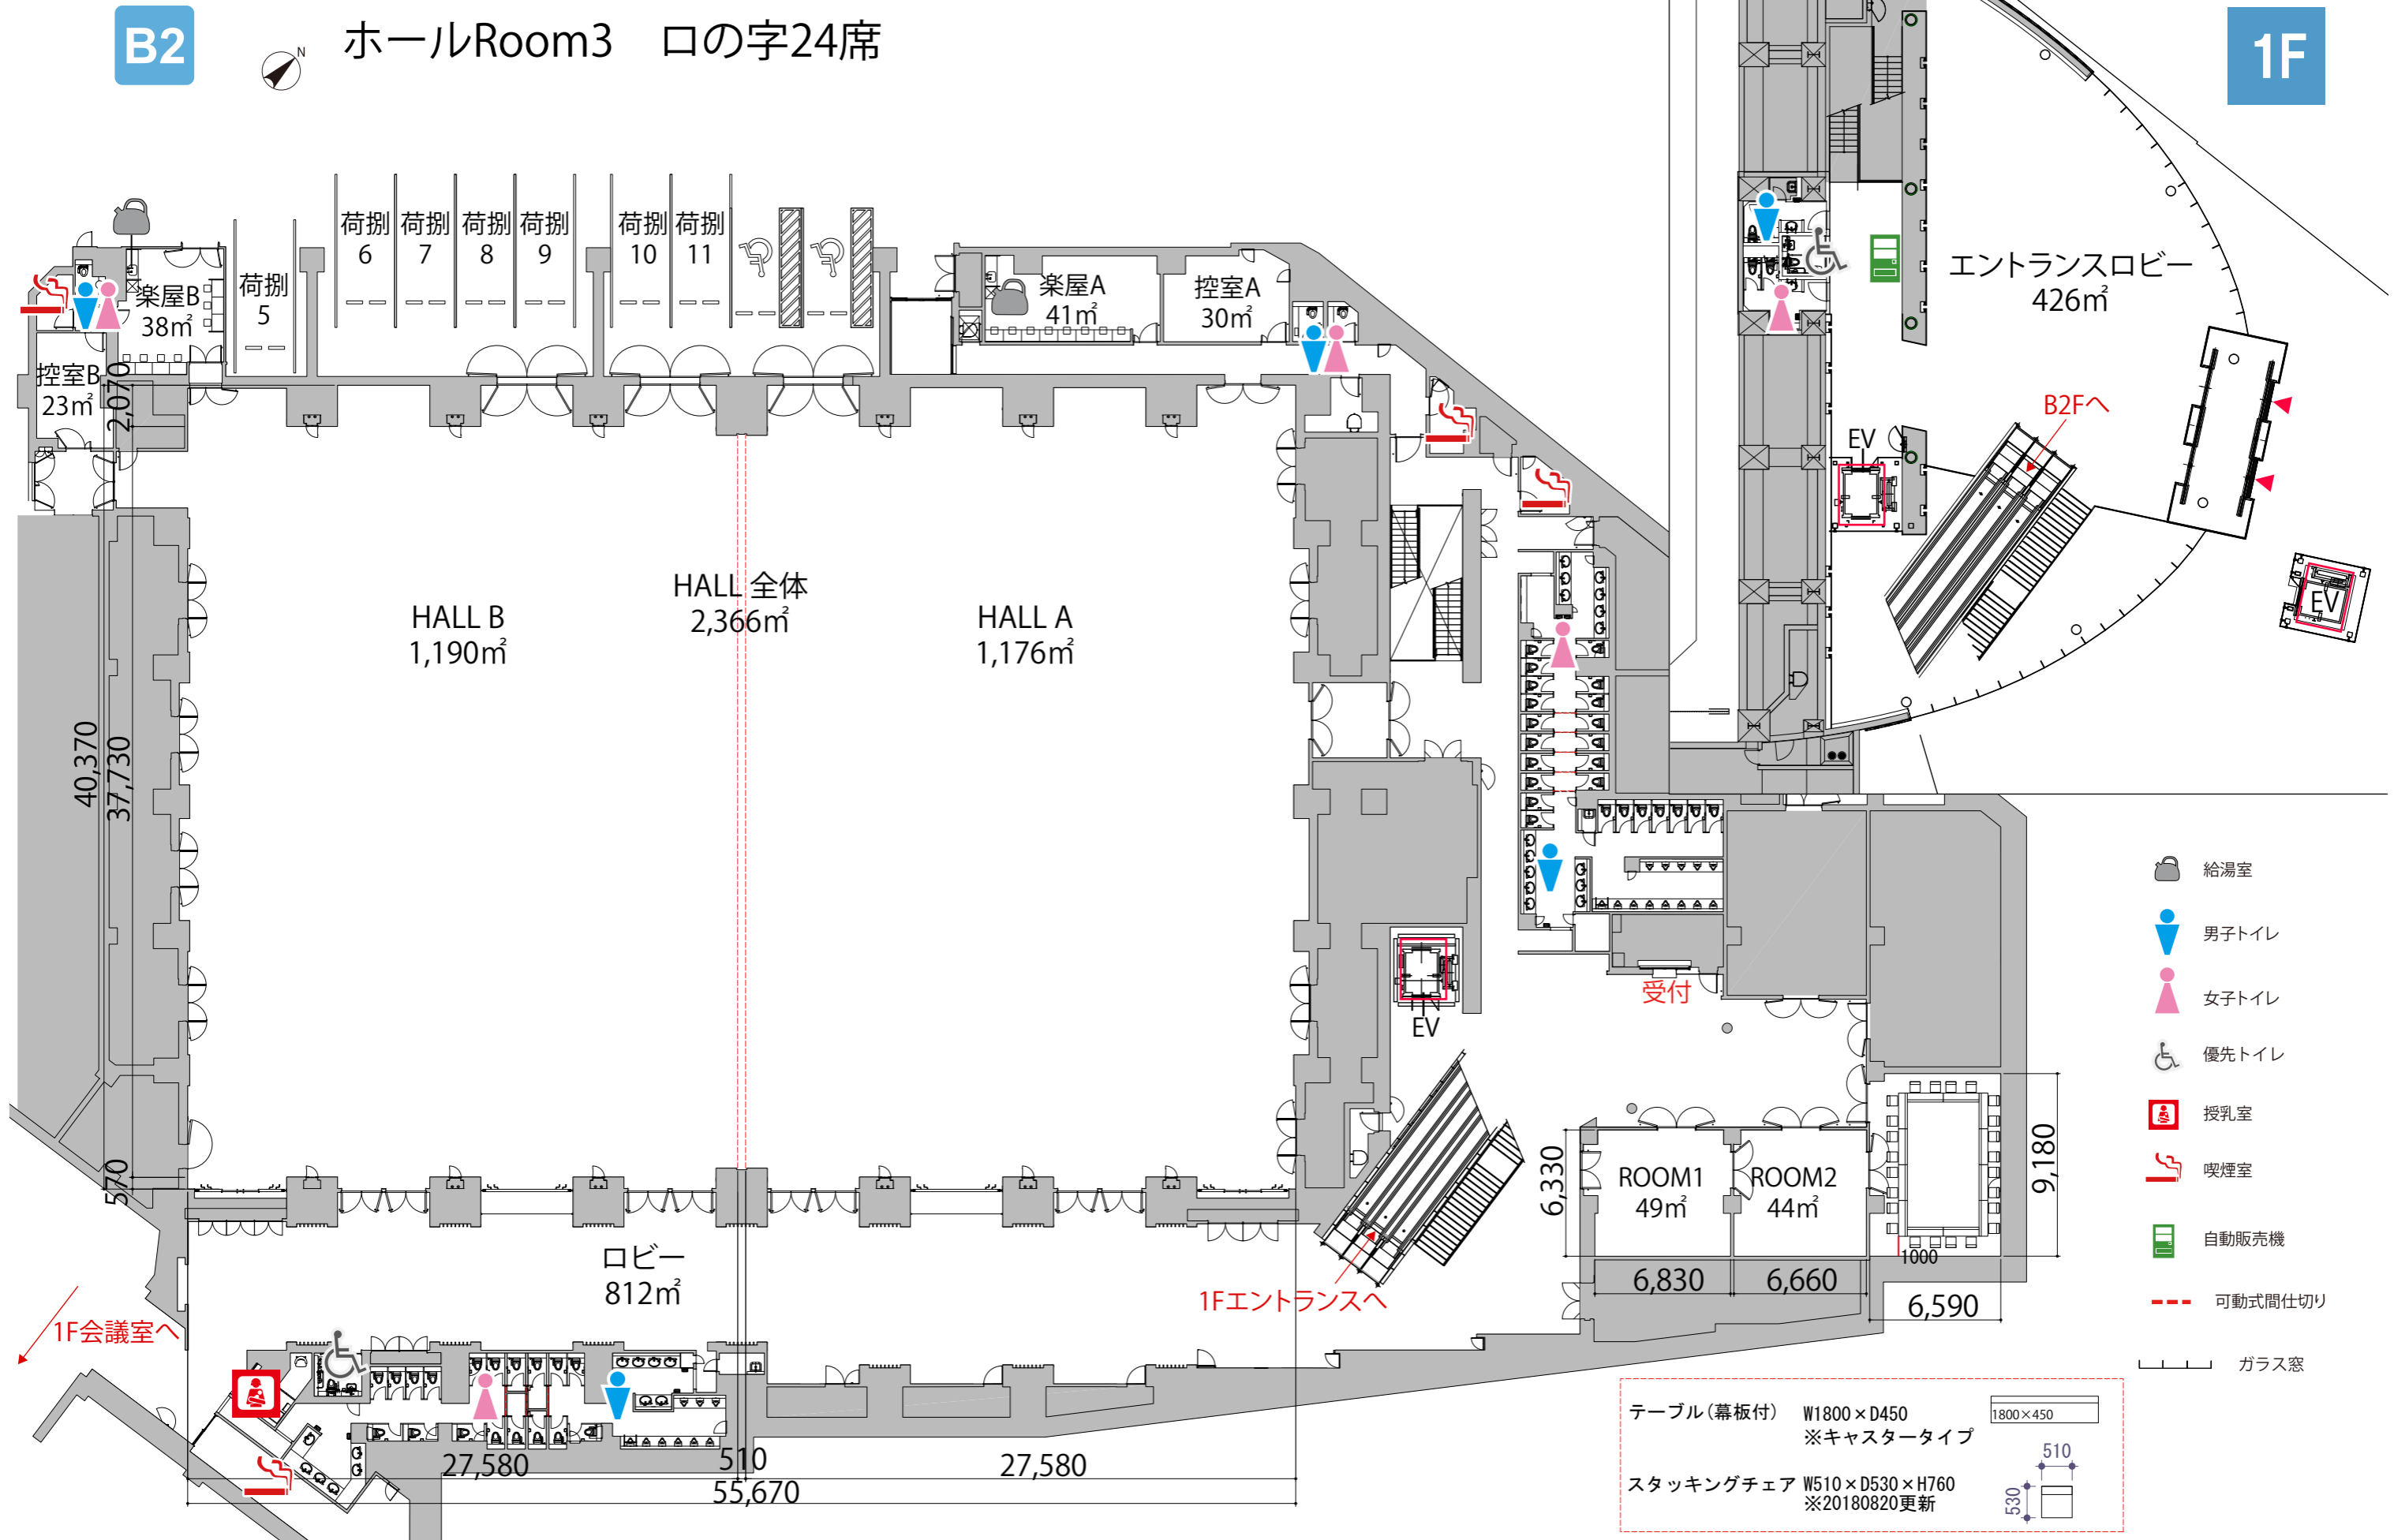 B2
N
ホールRoom3 ロの字24席
1F
荷捌
5
荷捌
6
荷捌
7
荷捌
8
荷捌
9
荷捌
10
荷捌
11
楽屋B
38㎡
控室B
23㎡
楽屋A
41㎡
控室A
30㎡
エントランスロビー
426㎡
B2Fへ
EV
EV
2,070
40,370
37,730
570
HALL B
1,190㎡
HALL 全体
2,366㎡
HALL A
1,176㎡
EV
受付
ROOM1
49㎡
ROOM2
44㎡
6,330
9,180
1000
6,830
6,660
6,590
ロビー
812㎡
1Fエントランスへ
1F会議室へ
27,580
510
27,580
55,670
給湯室
男子トイレ
女子トイレ
優先トイレ
授乳室
喫煙室
自動販売機
可動式間仕切り
ガラス窓
テーブル(幕板付) W1800×D450
※キャスタータイプ
1800×450
スタッキングチェア W510×D530×H760
※20180820更新
510
530